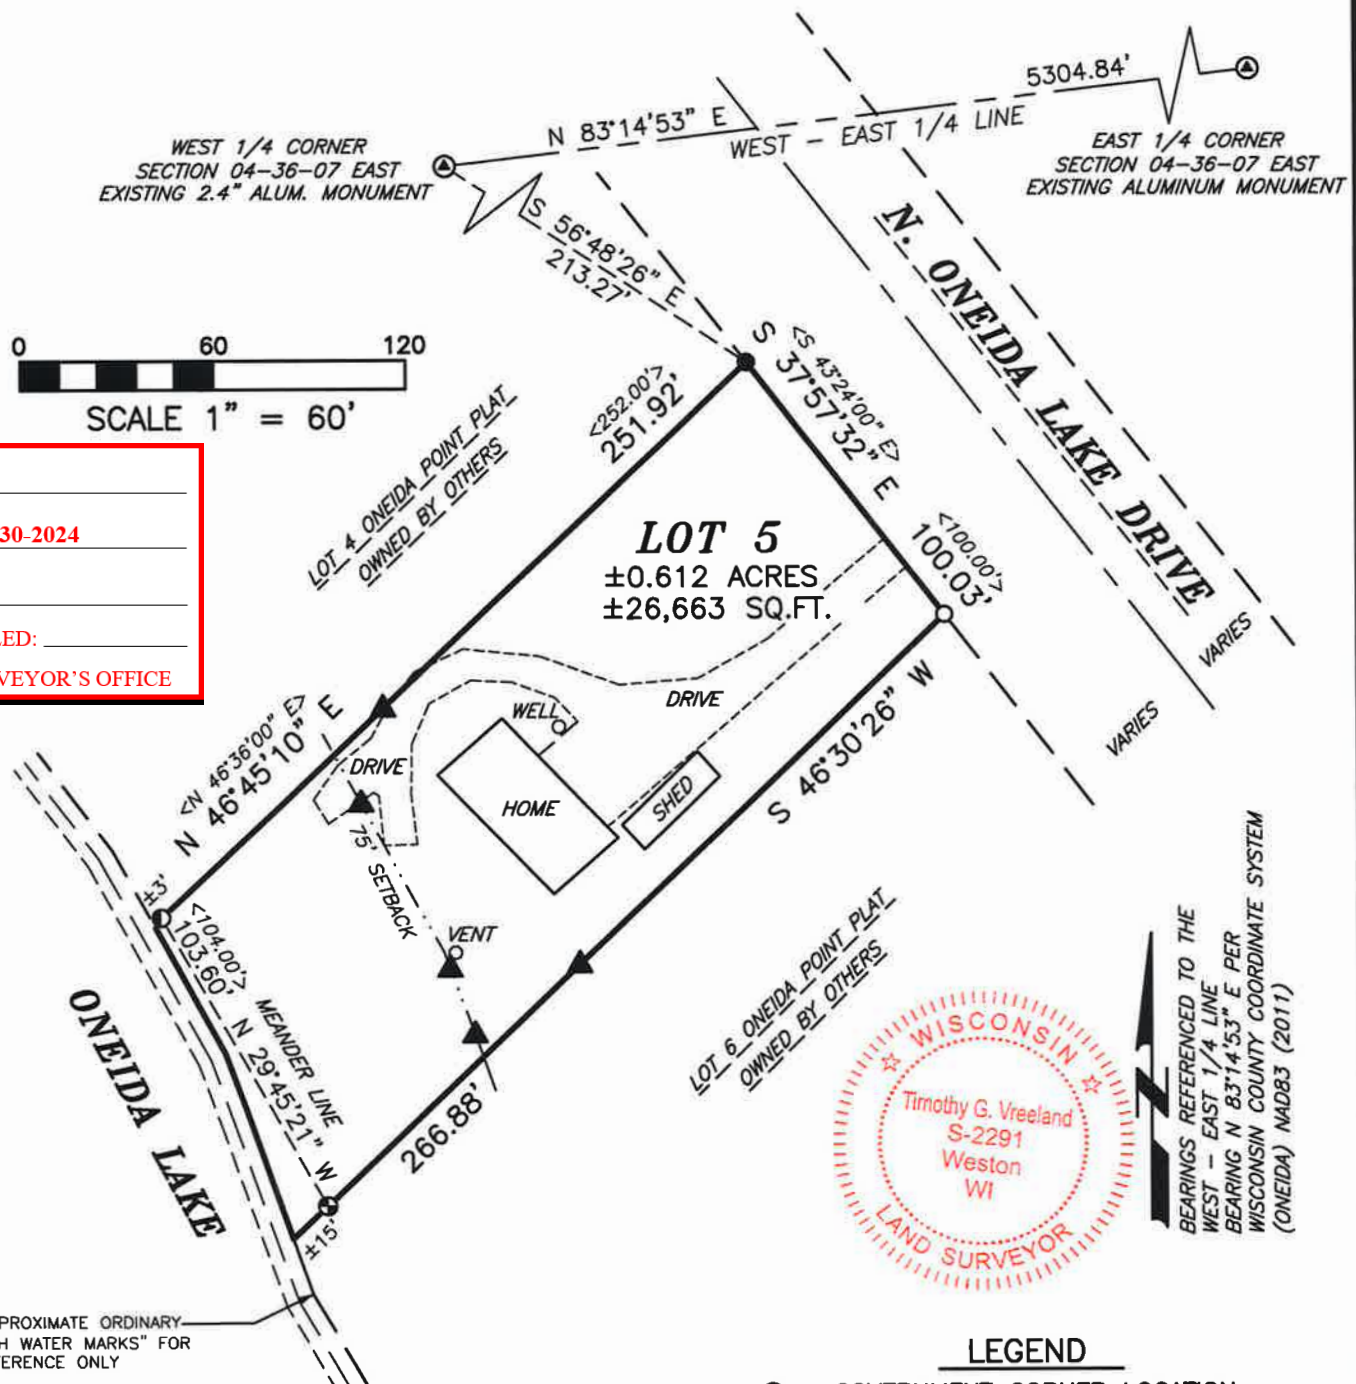 5304.84'
N 83°14'53" E
WEST - EAST 1/4 LINE
WEST 1/4 CORNER
SECTION 04-36-07 EAST
EXISTING 2.4" ALUM. MONUMENT
EAST 1/4 CORNER
SECTION 04-36-07 EAST
EXISTING ALUMINUM MONUMENT
S 56°48'26" E
213.27'
N. ONEIDA LAKE DRIVE
0 60 120
SCALE 1" = 60'
<S 43°24'00" E>
S 37°57'32" E
<252.00'>
251.92'
LOT 4 ONEIDA POINT PLAT
OWNED BY OTHERS
30-2024
VEYOR'S OFFICE
LOT 5
±0.612 ACRES
±26,663 SQ.FT.
<100.00'>
100.03'
VARIES
VARIES
DRIVE
WELL
<N 46°36'00" E>
N 46°45'10" E
DRIVE
HOME
SHED
S 46°30'26" W
75' SETBACK
±3'
<104.00'>
103.60'
MEANDER LINE
N 29°45'21" W
VENT
266.88'
±15'
ONEIDA LAKE
LOT 6 ONEIDA POINT PLAT
OWNED BY OTHERS
WISCONSIN
Timothy G. Vreeland
S-2291
Weston
WI
LAND SURVEYOR
BEARINGS REFERENCED TO THE
WEST - EAST 1/4 LINE
BEARING N 83°14'53" E PER
WISCONSIN COUNTY COORDINATE SYSTEM
(ONEIDA) NAD83 (2011)
PROXIMATE ORDINARY
H WATER MARKS" FOR
ERENCE ONLY
LEGEND
GOVERNMENT CORNER LOCATION